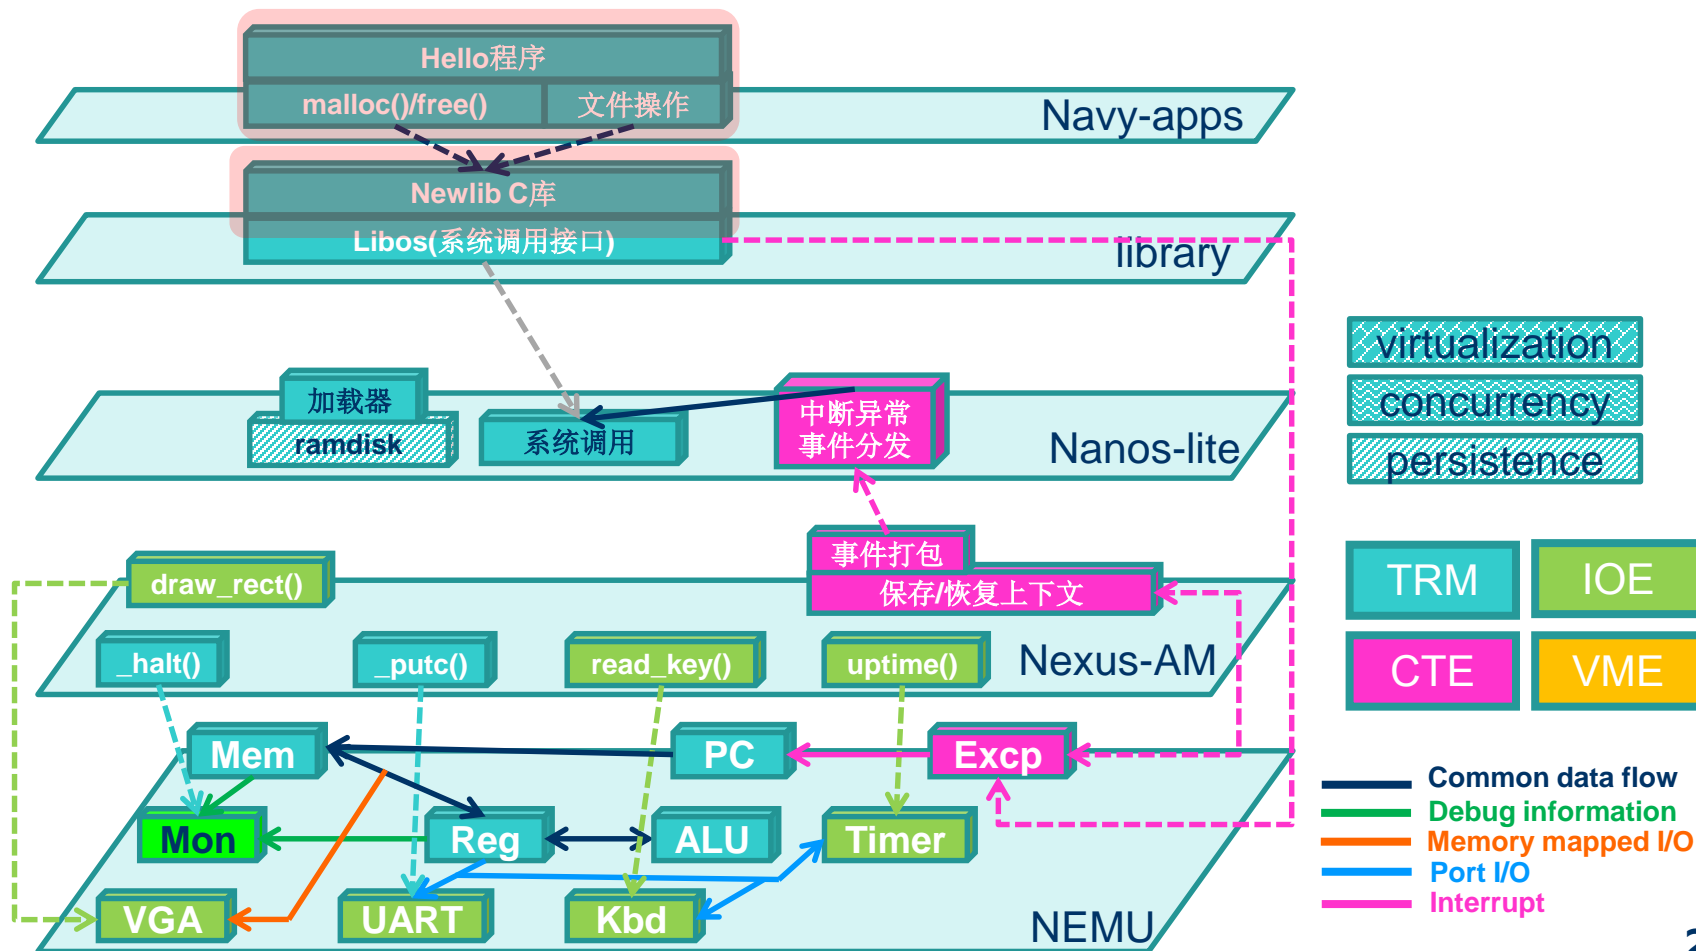 Hello程序
malloc()/free()
文件操作
Navy-apps
Newlib C库
Libos(系统调用接口)
library
加载器
ramdisk
系统调用
中断异常
事件分发
Nanos-lite
virtualization
concurrency
persistence
事件打包
保存/恢复上下文
draw_rect()
_halt()
_putc()
read_key()
uptime()
Nexus-AM
TRM
IOE
CTE
VME
Mem
PC
Excp
Mon
Reg
ALU
Timer
VGA
UART
Kbd
NEMU
Common data flow
Debug information
Memory mapped I/O
Port I/O
Interrupt